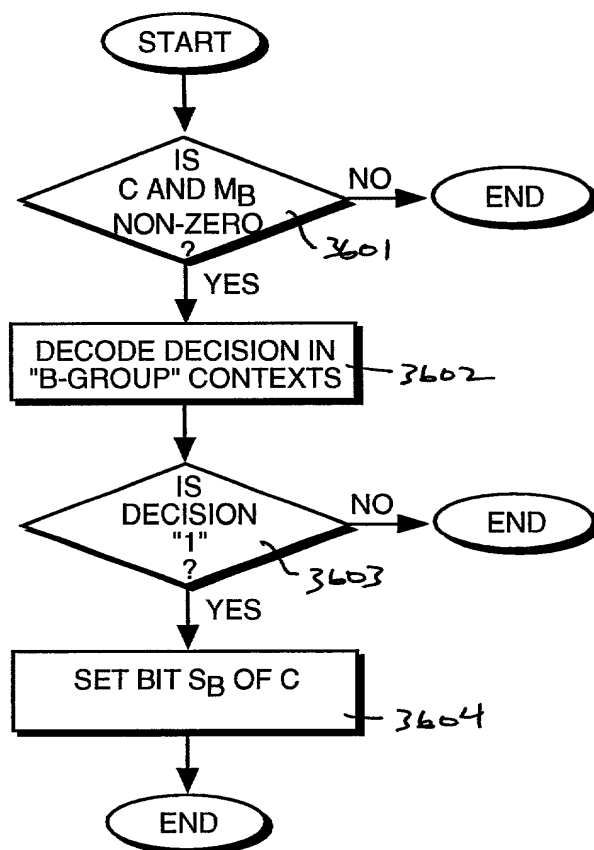 START
IS
C AND MB
NON-ZERO
?
NO
END
3601
YES
DECODE DECISION IN
"B-GROUP" CONTEXTS
3602
IS
DECISION
"1"
?
NO
END
3603
YES
SET BIT SB OF C
3604
END